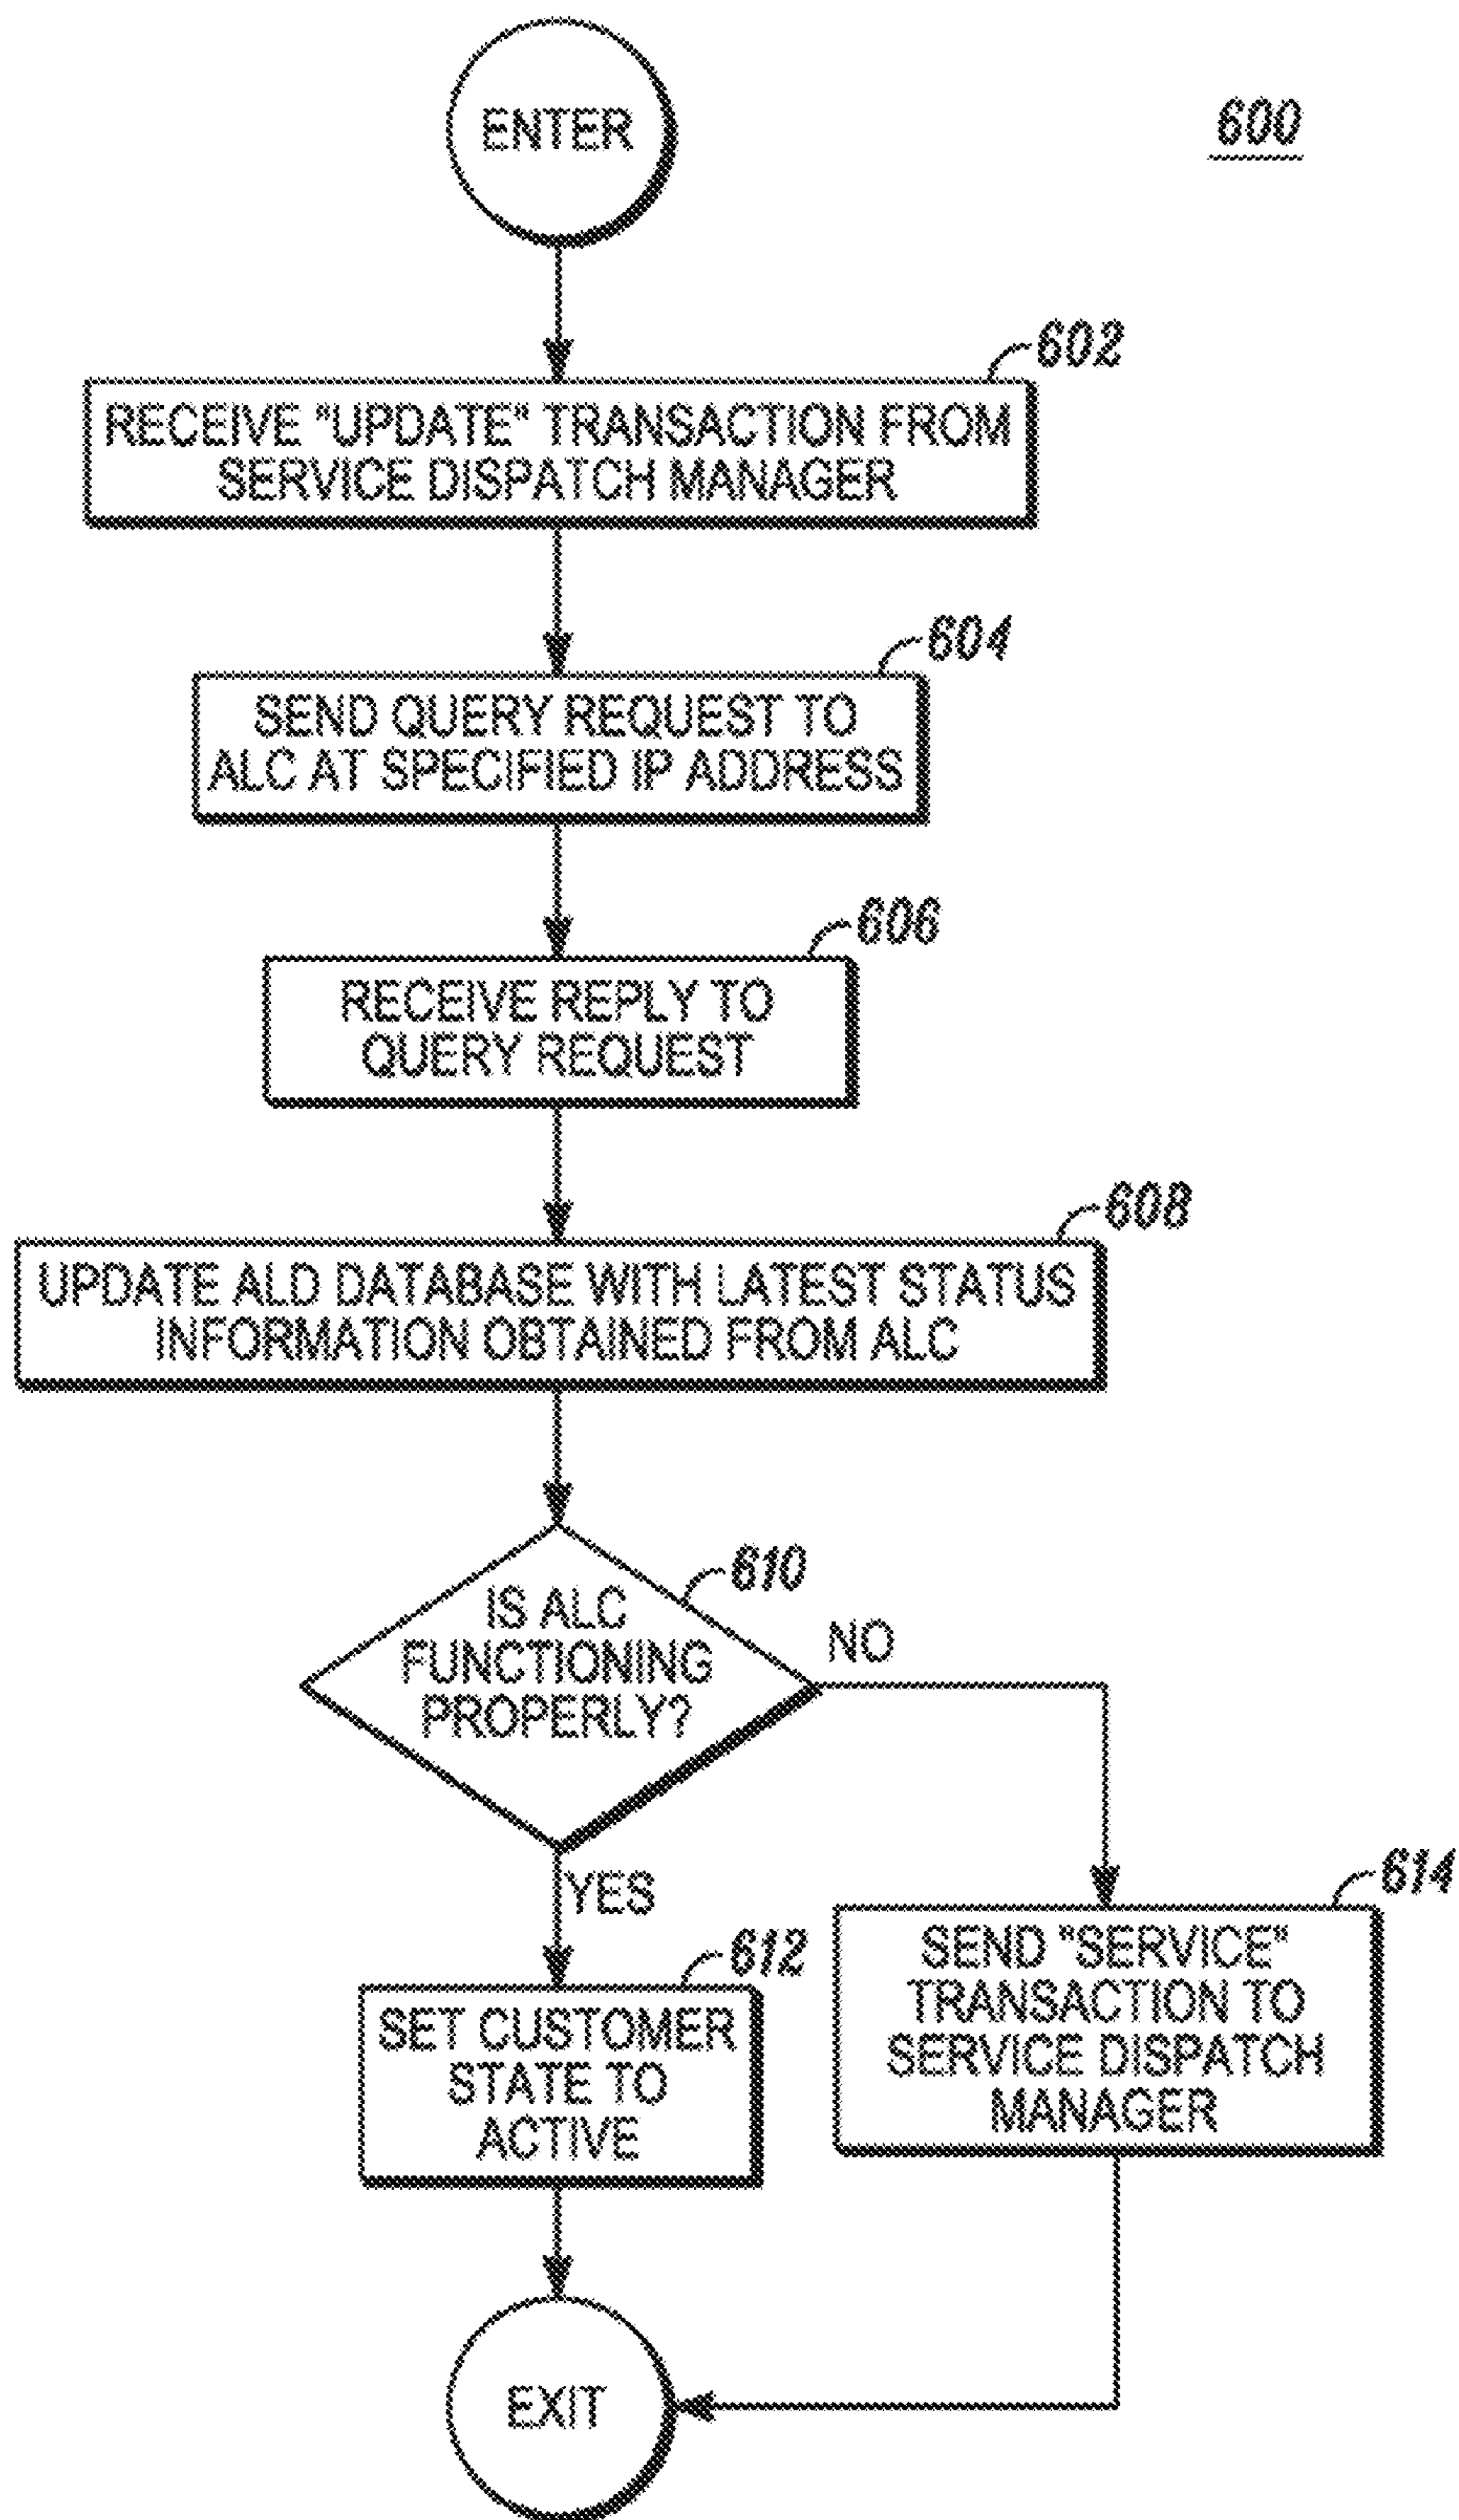 ENTER
600
602
RECEIVE "UPDATE" TRANSACTION FROM
SERVICE DISPATCH MANAGER
604
SEND QUERY REQUEST TO
ALC AT SPECIFIED IP ADDRESS
606
RECEIVE REPLY TO
QUERY REQUEST
608
UPDATE ALD DATABASE WITH LATEST STATUS
INFORMATION OBTAINED FROM ALC
610
IS ALC
FUNCTIONING
PROPERLY?
NO
YES
612
SET CUSTOMER
STATE TO
ACTIVE
614
SEND "SERVICE"
TRANSACTION TO
SERVICE DISPATCH
MANAGER
EXIT